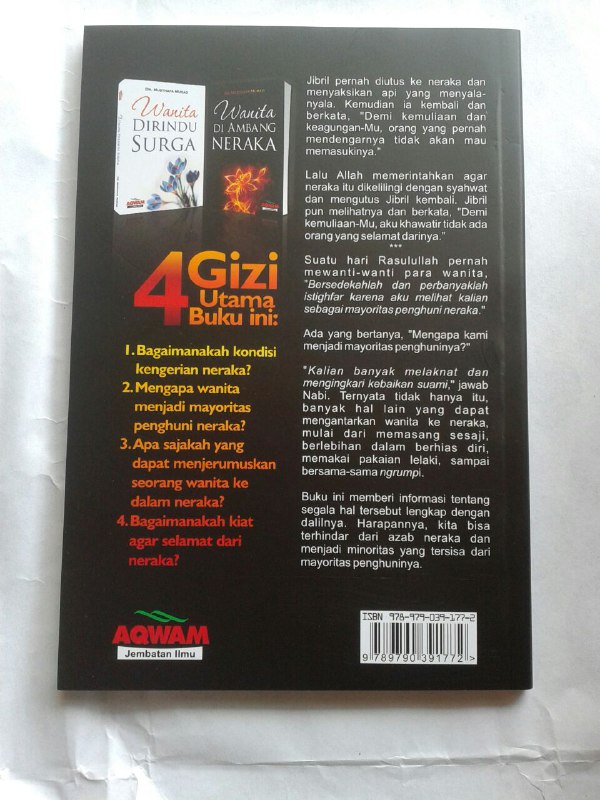 DR. MUSTHAFA MURAD
Wanita
DIRINDU
SURGA
AQWAM
Wanita
DI AMBANG
NERAKA
4 Gizi
Utama
Buku ini:
1. Bagaimanakah kondisi
kengerian neraka?
2. Mengapa wanita
menjadi mayoritas
penghuni neraka?
3. Apa sajakah yang
dapat menjerumuskan
seorang wanita ke
dalam neraka?
4. Bagaimanakah kiat
agar selamat dari
neraka?
AQWAM
Jembatan Ilmu
Jibril pernah diutus ke neraka dan
menyaksikan api yang menyala-
nyala. Kemudian ia kembali dan
berkata, "Demi kemuliaan dan
keagungan-Mu, orang yang pernah
mendengarnya tidak akan mau
memasukinya."
Lalu Allah memerintahkan agar
neraka itu dikelilingi dengan syahwat
dan mengutus Jibril kembali. Jibril
pun melihatnya dan berkata, "Demi
kemuliaan-Mu, aku khawatir tidak ada
orang yang selamat darinya."
***
Suatu hari Rasulullah pernah
mewanti-wanti para wanita,
"Bersedekahlah dan perbanyaklah
istighfar karena aku melihat kalian
sebagai mayoritas penghuni neraka."
Ada yang bertanya, "Mengapa kami
menjadi mayoritas penghuninya?"
"Kalian banyak melaknat dan
mengingkari kebaikan suami," jawab
Nabi. Ternyata tidak hanya itu,
banyak hal lain yang dapat
mengantarkan wanita ke neraka,
mulai dari memasang sesaji,
berlebihan dalam berhias diri,
memakai pakaian lelaki, sampai
bersama-sama ngrumpi.
Buku ini memberi informasi tentang
segala hal tersebut lengkap dengan
dalilnya. Harapannya, kita bisa
terhindar dari azab neraka dan
menjadi minoritas yang tersisa dari
mayoritas penghuninya.
ISBN 978-979-039-177-2
9 789790 391772 >